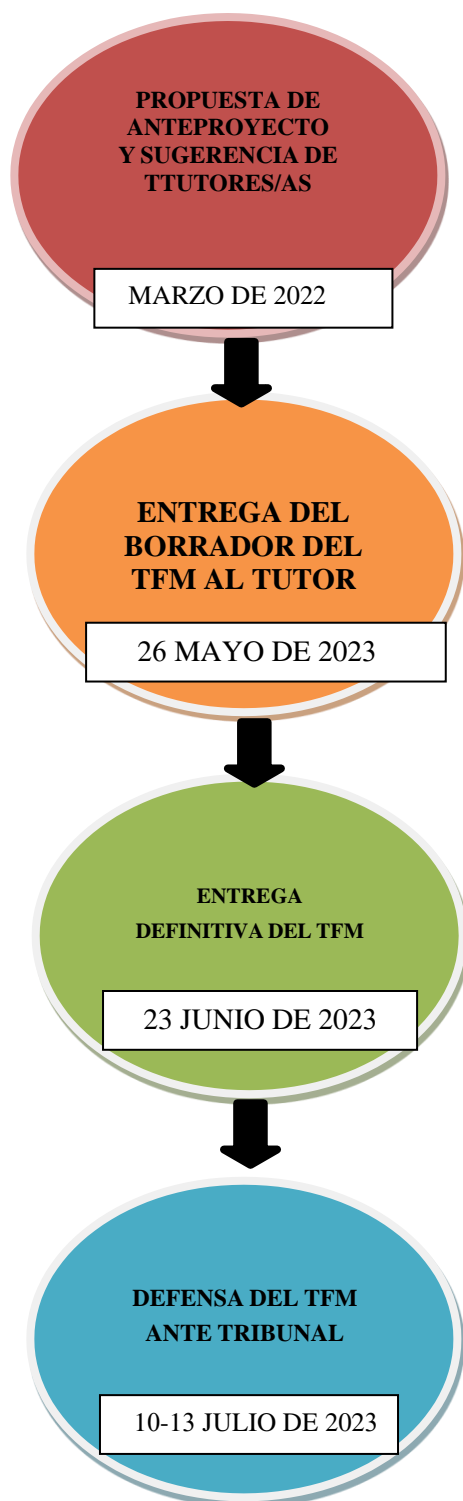 PROPUESTA DE
ANTEPROYECTO
Y SUGERENCIA DE
TTUTORES/AS
MARZO DE 2022
ENTREGA DEL
BORRADOR DEL
TFM AL TUTOR
26 MAYO DE 2023
ENTREGA
DEFINITIVA DEL TFM
23 JUNIO DE 2023
DEFENSA DEL TFM
ANTE TRIBUNAL
10-13 JULIO DE 2023